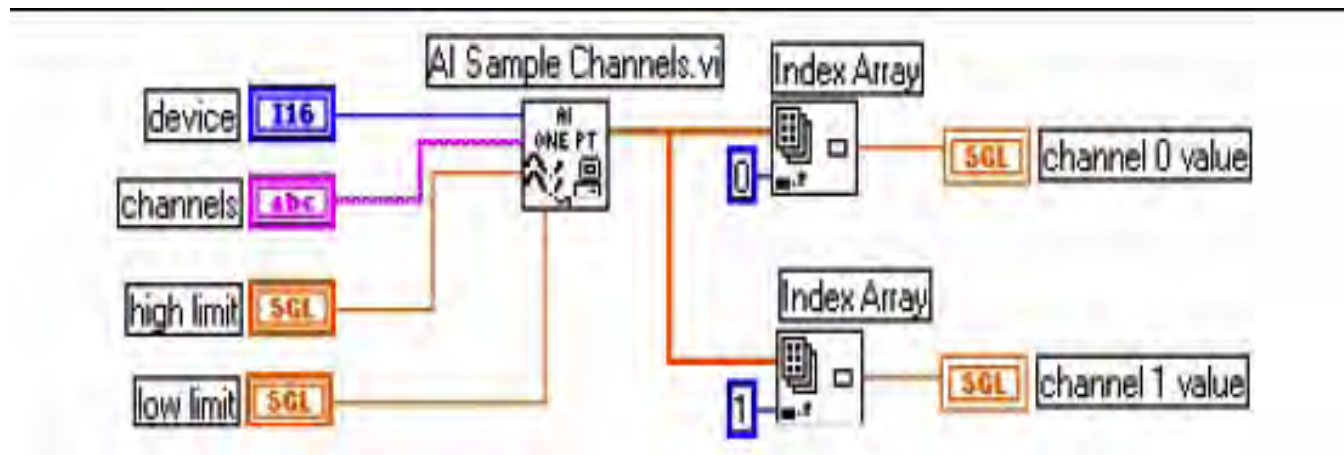 AI Sample Channels.vi
Index Array
device
I16
AI
ONE PT
0
SGL
channel 0 value
channels
abc
high limit
SGL
Index Array
low limit
SGL
1
SGL
channel 1 value